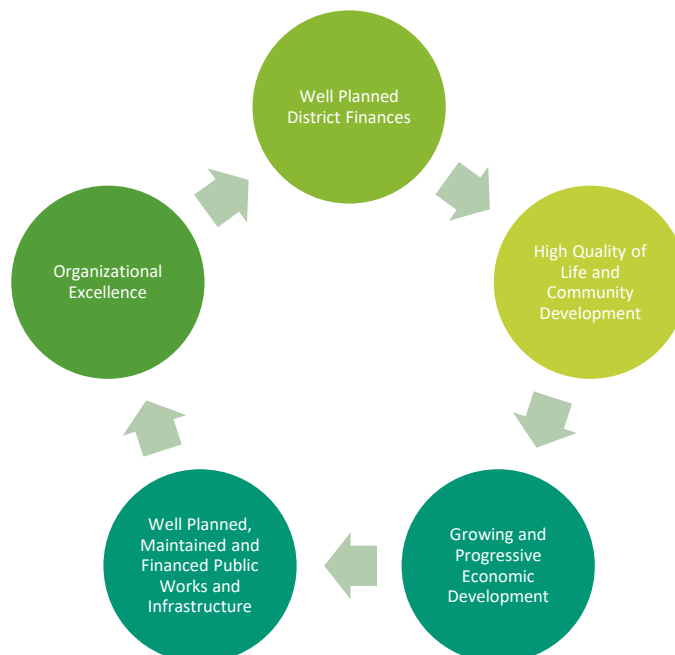 Well Planned
District Finances
High Quality of
Life and
Community
Development
Growing and
Progressive
Economic
Development
Well Planned,
Maintained and
Financed Public
Works and
Infrastructure
Organizational
Excellence